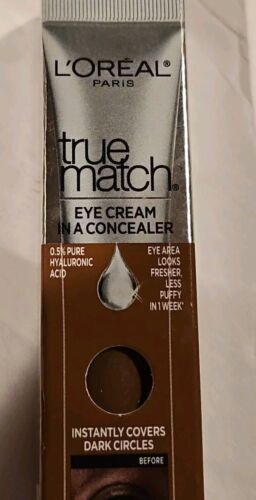 L'ORÉAL®
PARIS
true
match®
EYE CREAM
IN A CONCEALER
0.5% PURE
HYALURONIC
ACID
EYE AREA
LOOKS
FRESHER,
LESS
PUFFY
IN 1 WEEK*
INSTANTLY COVERS
DARK CIRCLES
BEFORE